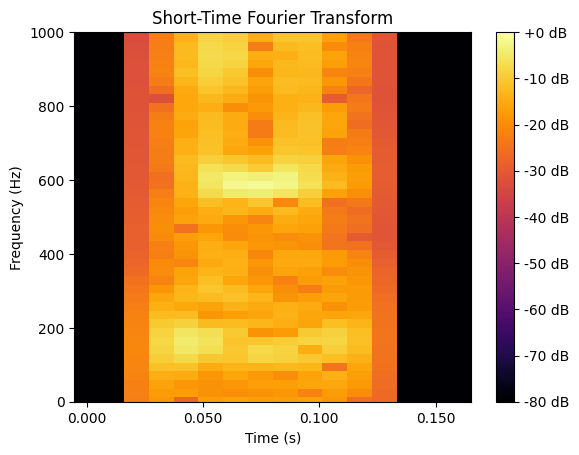 Short-Time Fourier Transform
Frequency (Hz)
1000
800
600
400
200
0
0.000 0.050 0.100 0.150
Time (s)
+0 dB
-10 dB
-20 dB
-30 dB
-40 dB
-50 dB
-60 dB
-70 dB
-80 dB